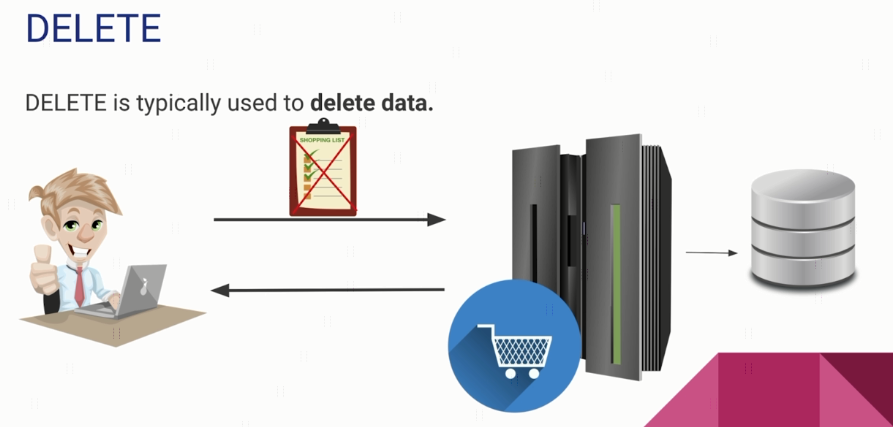 DELETE
DELETE is typically used to delete data.
SHOPPING LIST